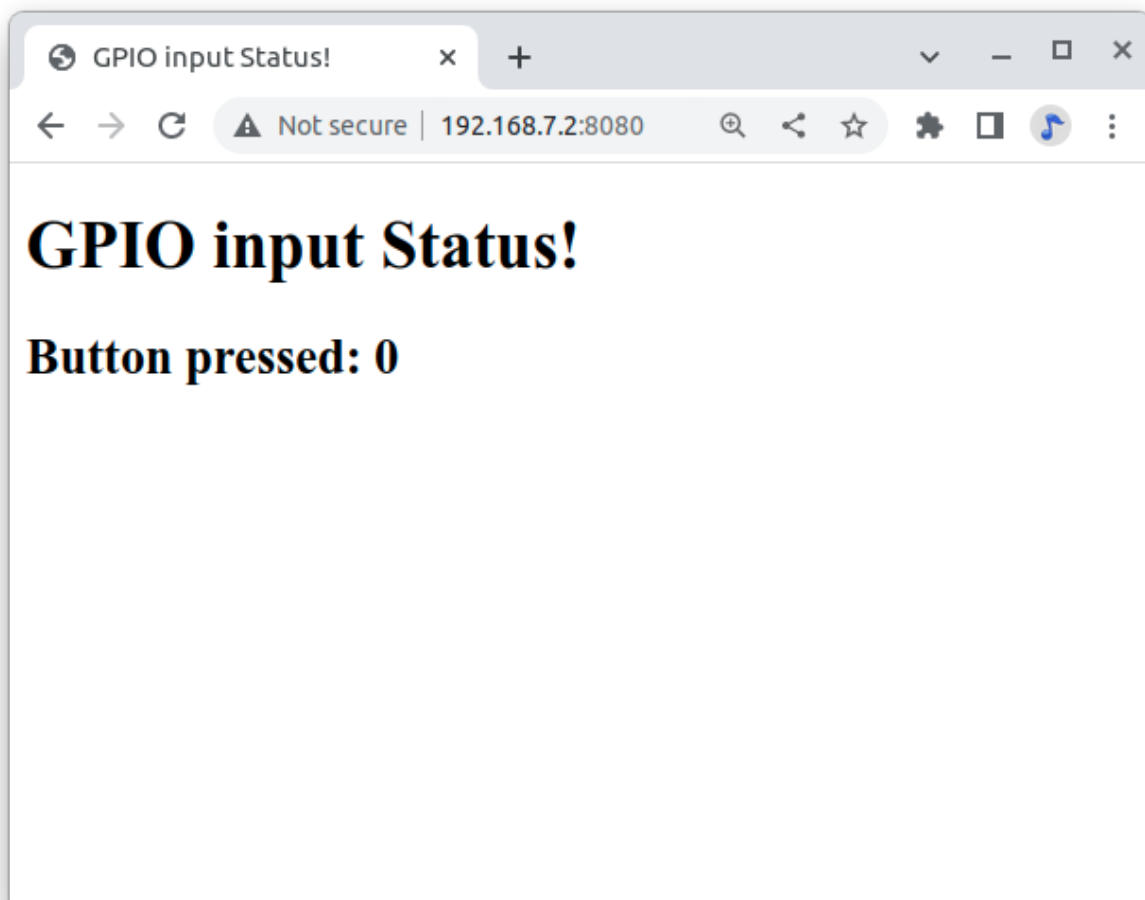 GPIO input Status!
Not secure 192.168.7.2:8080
GPIO input Status!
Button pressed: 0